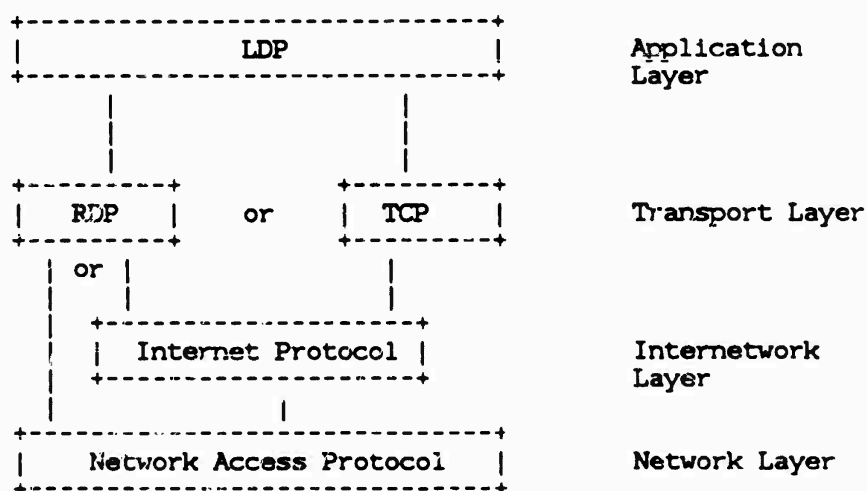 LDP Application
Layer
RDP or TCP Transport Layer
or
Internet Protocol Internetwork
Layer
Network Access Protocol Network Layer